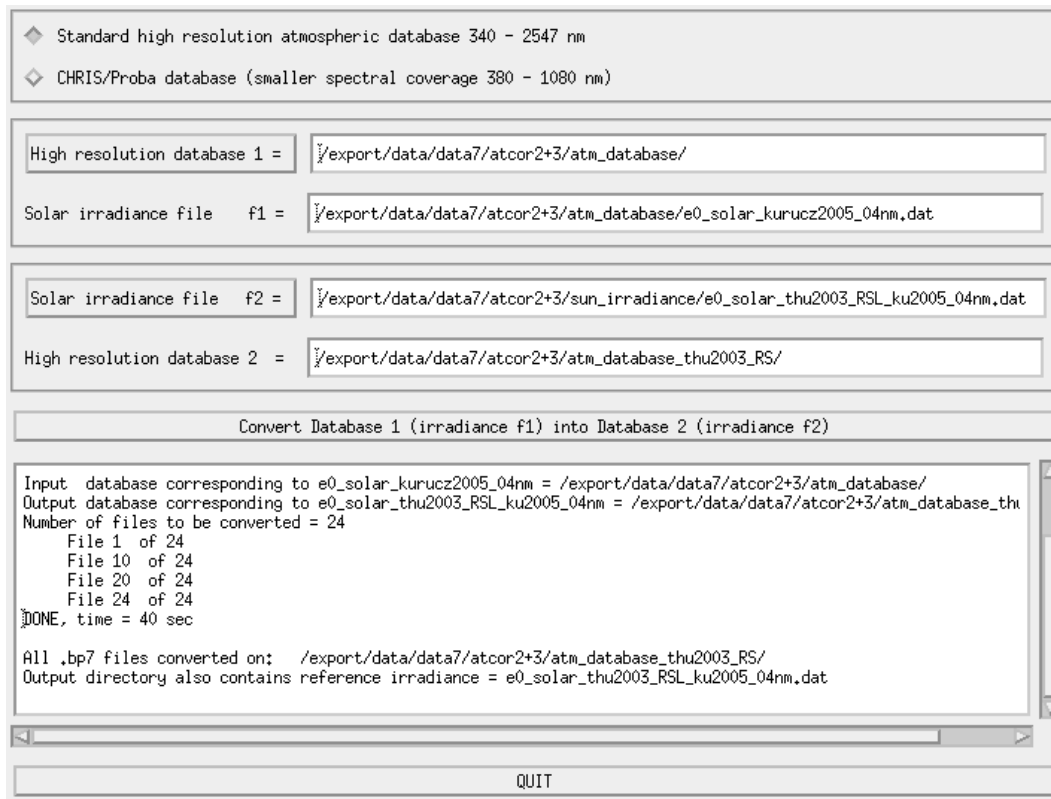 Standard high resolution atmospheric database 340 - 2547 nm
CHRIS/Proba database (smaller spectral coverage 380 - 1080 nm)
High resolution database 1 = /export/data/data7/atcor2+3/atm_database/
Solar irradiance file f1 = /export/data/data7/atcor2+3/atm_database/e0_solar_kurucz2005_04nm.dat
Solar irradiance file f2 = /export/data/data7/atcor2+3/sun_irradiance/e0_solar_thu2003_RSL_ku2005_04nm.dat
High resolution database 2 = /export/data/data7/atcor2+3/atm_database_thu2003_RS/
Convert Database 1 (irradiance f1) into Database 2 (irradiance f2)
Input database corresponding to e0_solar_kurucz2005_04nm = /export/data/data7/atcor2+3/atm_database/
Output database corresponding to e0_solar_thu2003_RSL_ku2005_04nm = /export/data/data7/atcor2+3/atm_database_thu
Number of files to be converted = 24
File 1 of 24
File 10 of 24
File 20 of 24
File 24 of 24
DONE, time = 40 sec
All .bp7 files converted on: /export/data/data7/atcor2+3/atm_database_thu2003_RS/
Output directory also contains reference irradiance = e0_solar_thu2003_RSL_ku2005_04nm.dat
QUIT